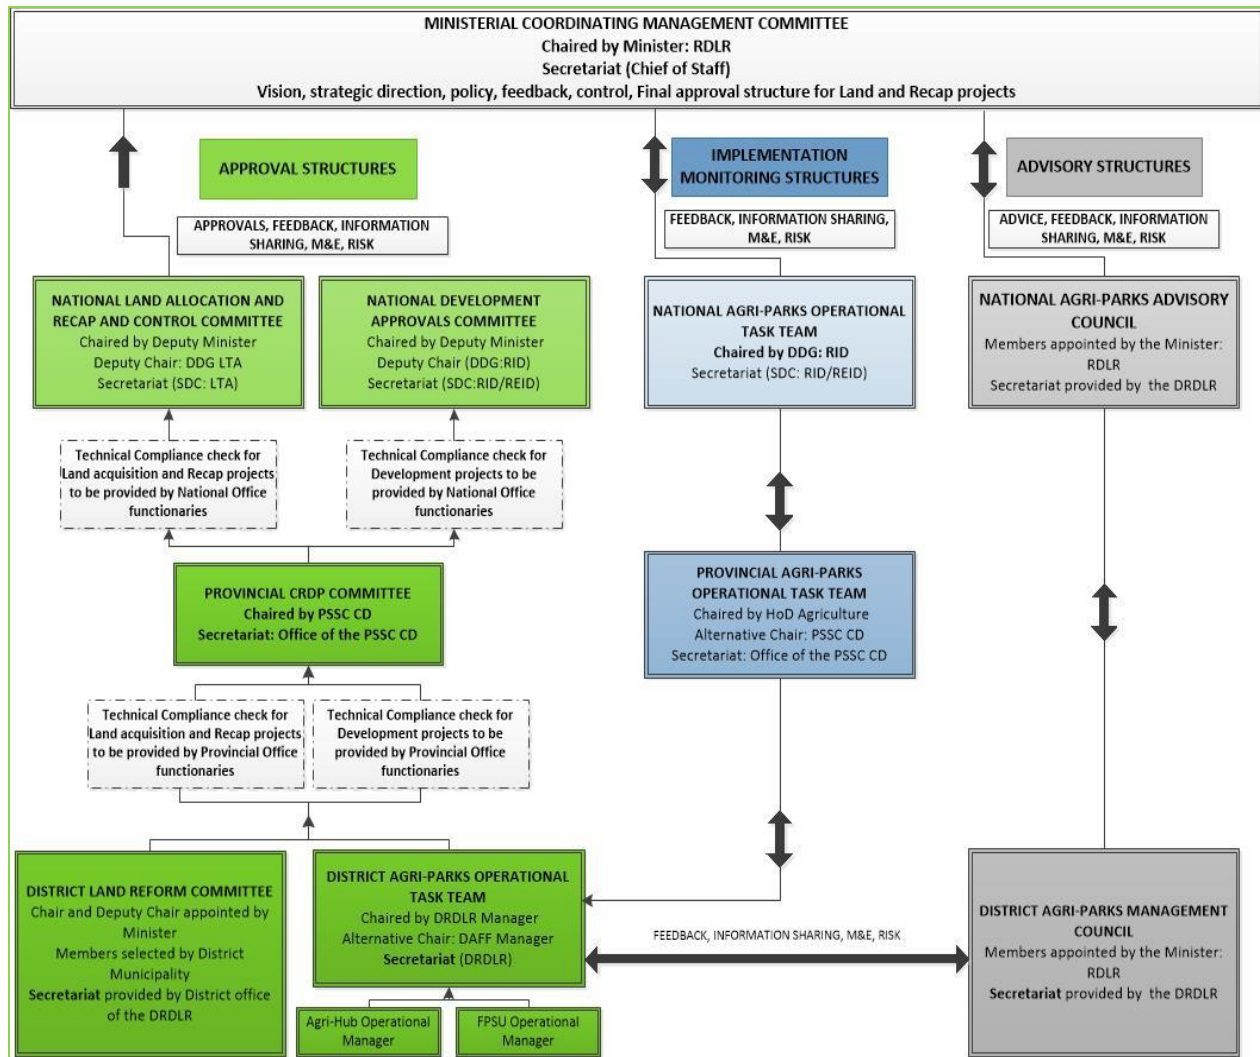 MINISTERIAL COORDINATING MANAGEMENT COMMITTEE
Chaired by Minister: RDLR
Secretariat (Chief of Staff)
Vision, strategic direction, policy, feedback, control, Final approval structure for Land and Recap projects
APPROVAL STRUCTURES
IMPLEMENTATION
MONITORING STRUCTURES
ADVISORY STRUCTURES
APPROVALS, FEEDBACK, INFORMATION
SHARING, M&E, RISK
FEEDBACK, INFORMATION SHARING,
M&E, RISK
ADVICE, FEEDBACK, INFORMATION
SHARING, M&E, RISK
NATIONAL LAND ALLOCATION AND
RECAP AND CONTROL COMMITTEE
Chaired by Deputy Minister
Deputy Chair: DDG LTA
Secretariat (SDC: LTA)
NATIONAL DEVELOPMENT
APPROVALS COMMITTEE
Chaired by Deputy Minister
Deputy Chair (DDG:RID)
Secretariat (SDC:RID/REID)
NATIONAL AGRI-PARKS OPERATIONAL
TASK TEAM
Chaired by DDG: RID
Secretariat (SDC: RID/REID)
NATIONAL AGRI-PARKS ADVISORY
COUNCIL
Members appointed by the Minister:
RDLR
Secretariat provided by the DRDLR
Technical Compliance check for
Land acquisition and Recap projects
to be provided by National Office
functionaries
Technical Compliance check for
Development projects to be
provided by National Office
functionaries
PROVINCIAL CRDP COMMITTEE
Chaired by PSSC CD
Secretariat: Office of the PSSC CD
PROVINCIAL AGRI-PARKS
OPERATIONAL TASK TEAM
Chaired by HoD Agriculture
Alternative Chair: PSSC CD
Secretariat: Office of the PSSC CD
Technical Compliance check for
Land acquisition and Recap projects
to be provided by Provincial Office
functionaries
Technical Compliance check for
Development projects to be
provided by Provincial Office
functionaries
DISTRICT LAND REFORM COMMITTEE
Chair and Deputy Chair appointed by
Minister
Members selected by District
Municipality
Secretariat provided by District office
of the DRDLR
DISTRICT AGRI-PARKS OPERATIONAL
TASK TEAM
Chaired by DRDLR Manager
Alternative Chair: DAFF Manager
Secretariat (DRDLR)
FEEDBACK, INFORMATION SHARING, M&E, RISK
DISTRICT AGRI-PARKS MANAGEMENT
COUNCIL
Members appointed by the Minister:
RDLR
Secretariat provided by the DRDLR
Agri-Hub Operational
Manager
FPSU Operational
Manager